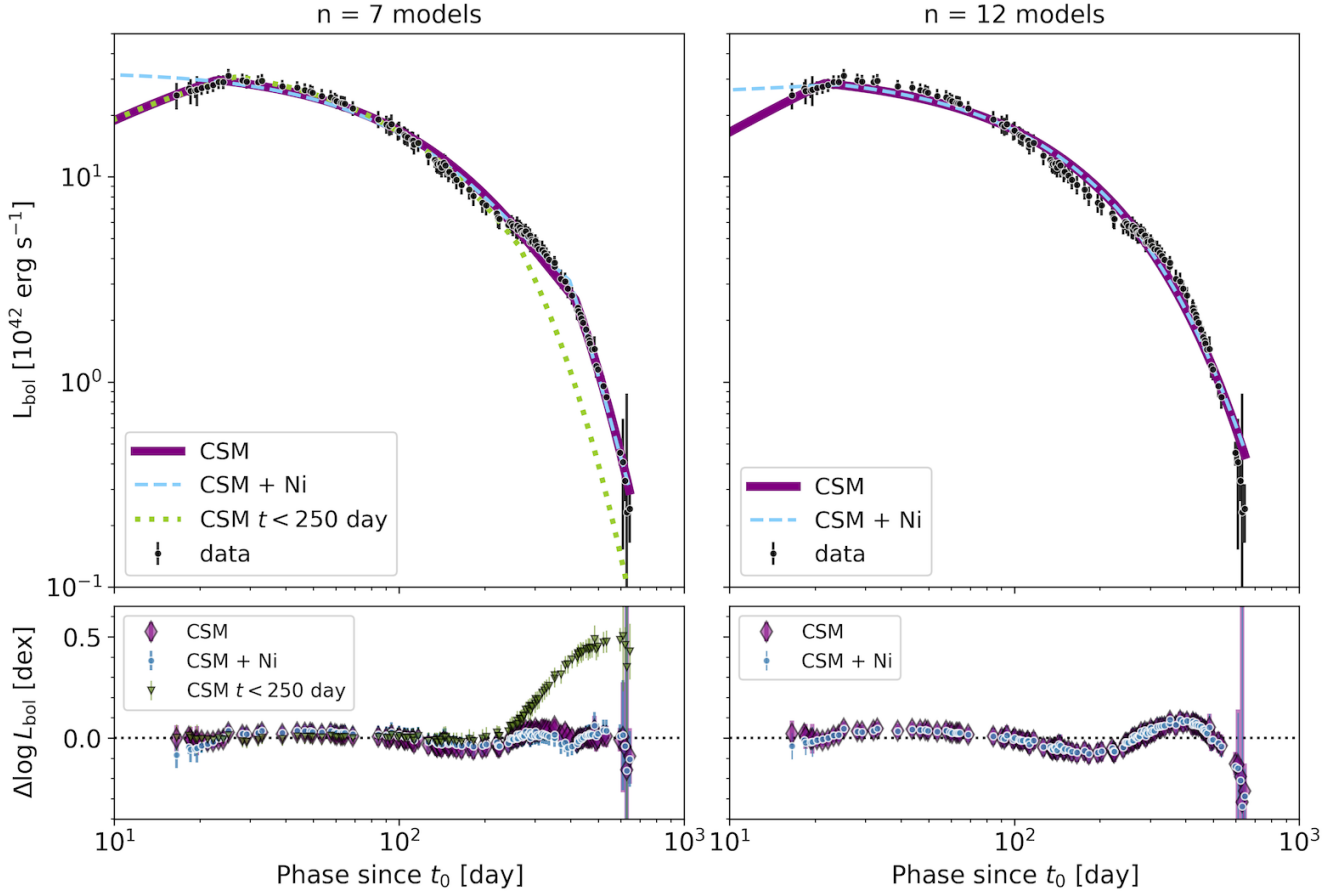 n = 7 models
n = 12 models
L_bol [10^42 erg s^−1]
10^1
10^0
10^−1
CSM
CSM + Ni
CSM t < 250 day
data
CSM
CSM + Ni
data
Δlog L_bol [dex]
0.5
0.0
CSM
CSM + Ni
CSM t < 250 day
CSM
CSM + Ni
10^1
10^2
10^3
10^1
10^2
10^3
Phase since t_0 [day]
Phase since t_0 [day]